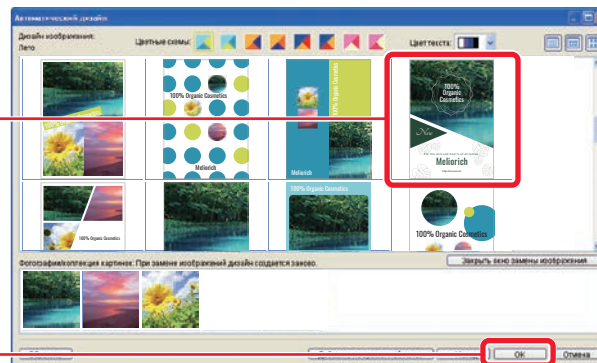 Автоматический дизайн
Дизайн изображения:
Лето
Цветные схемы:
Цвет текста:
100% Organic Cosmetics
Meliorich
100% Organic Cosmetics
Meliorich
100%
Organic
Cosmetics
New
Meliorich
100% Organic Cosmetics
100% Organic Cosmetics
100% Organic Cosmetics
Фотография/коллекция картинок: При замене изображений дизайн создается заново.
Закрыть окно замены изображения
OK
Отмена